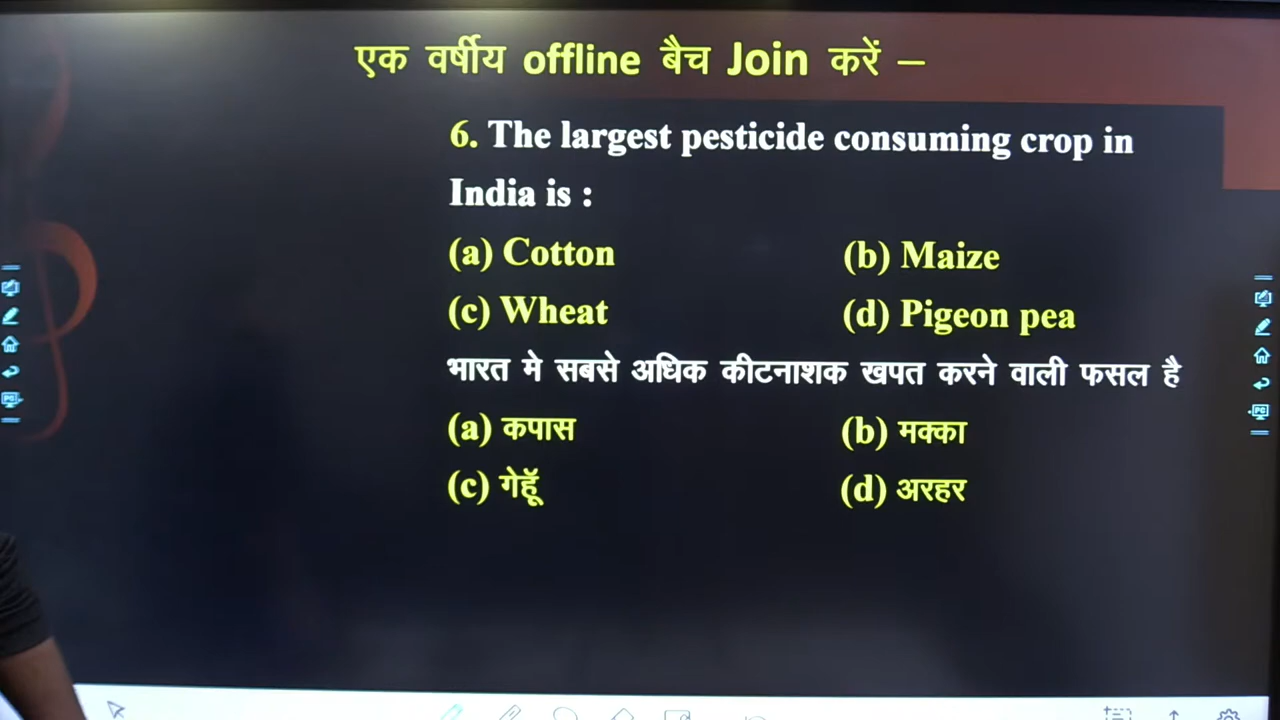 एक वर्षीय offline बैच Join करें –
6. The largest pesticide consuming crop in
India is :
(a) Cotton (b) Maize
(c) Wheat (d) Pigeon pea
भारत मे सबसे अधिक कीटनाशक खपत करने वाली फसल है
(a) कपास (b) मक्का
(c) गेहूॅं (d) अरहर